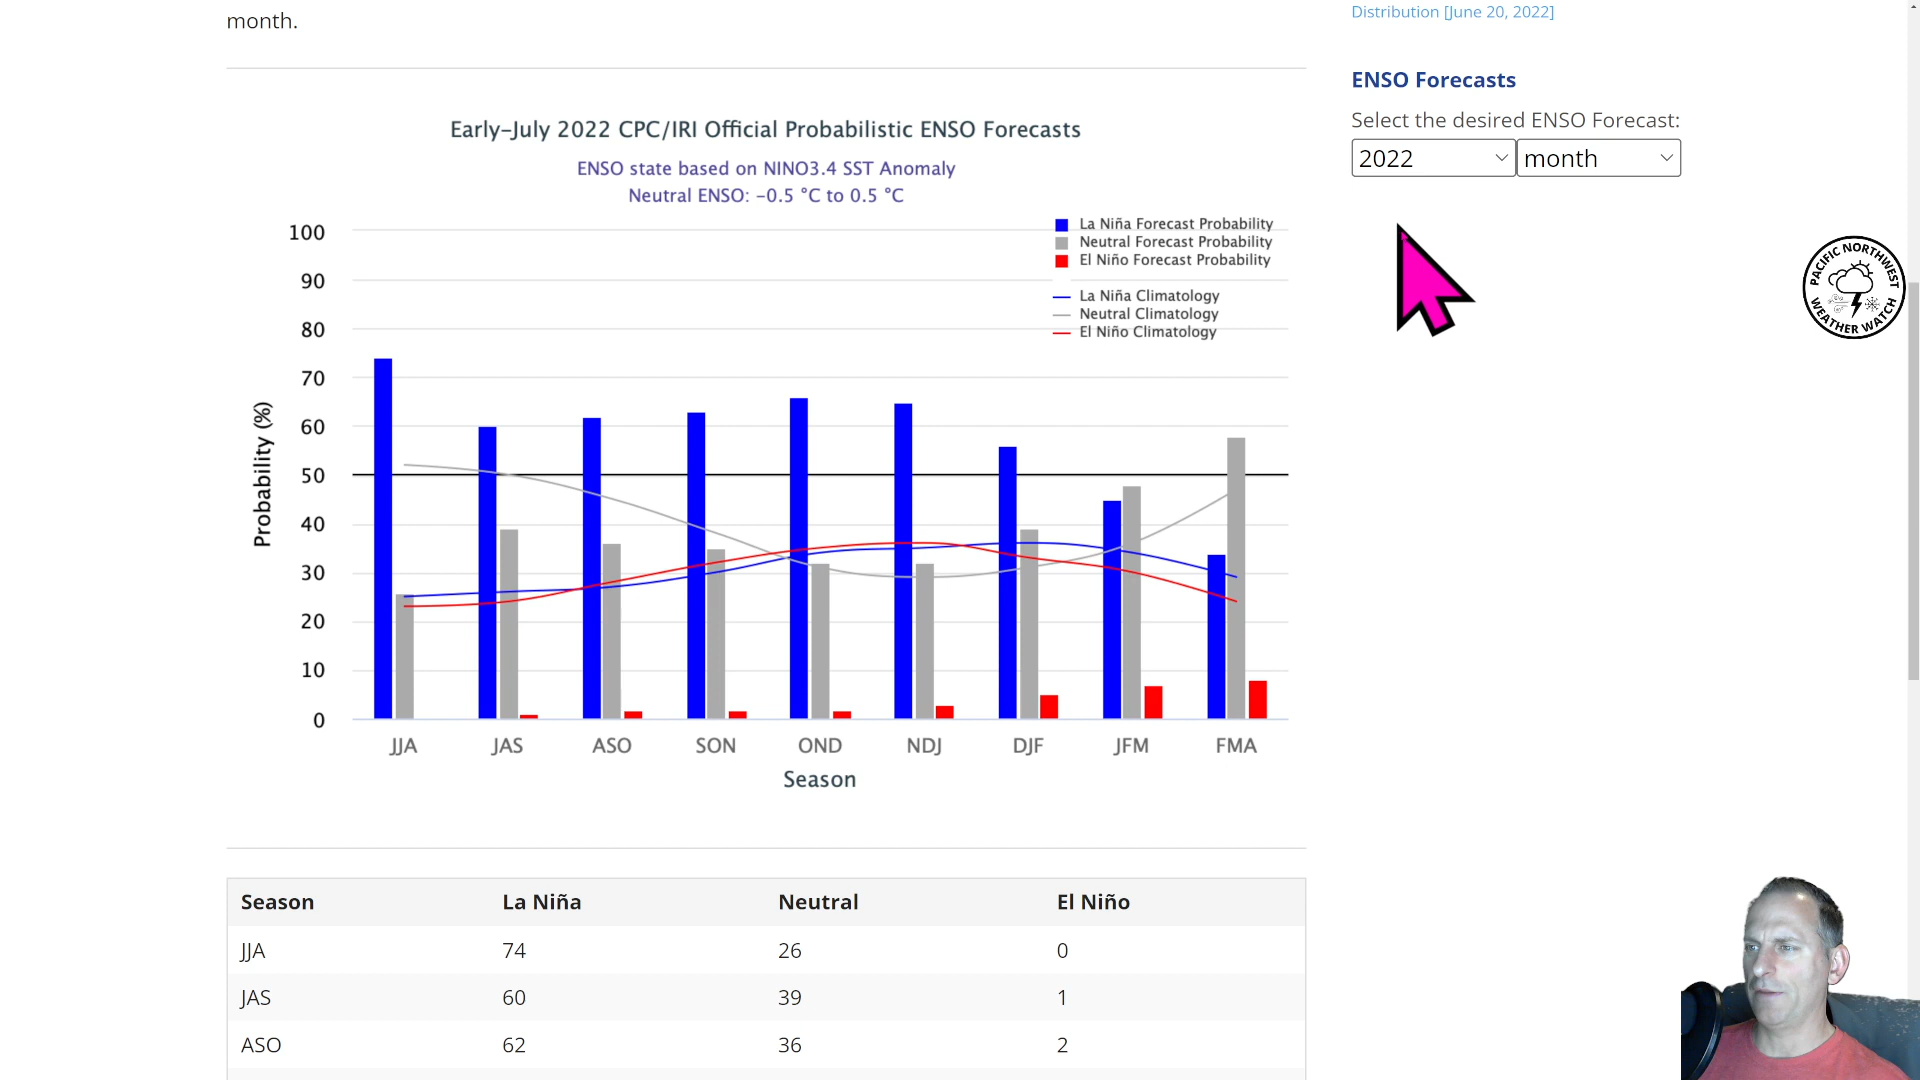 month.
Distribution [June 20, 2022]
ENSO Forecasts
Select the desired ENSO Forecast:
2022
month
Early-July 2022 CPC/IRI Official Probabilistic ENSO Forecasts
ENSO state based on NINO3.4 SST Anomaly
Neutral ENSO: -0.5 °C to 0.5 °C
La Niña Forecast Probability
Neutral Forecast Probability
El Niño Forecast Probability
La Niña Climatology
Neutral Climatology
El Niño Climatology
100
90
80
70
60
50
40
30
20
10
0
Probability (%)
JJA JAS ASO SON OND NDJ DJF JFM FMA
Season
PACIFIC NORTHWEST
WEATHER WATCH
Season La Niña Neutral El Niño
JJA 74 26 0
JAS 60 39 1
ASO 62 36 2